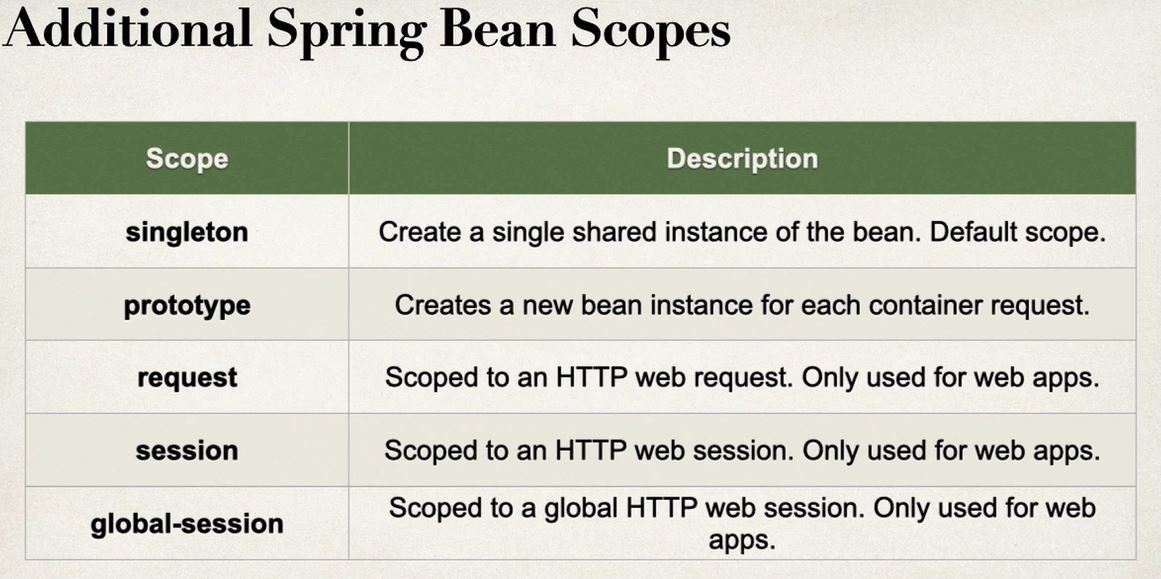 Additional Spring Bean Scopes
Scope
Description
singleton
Create a single shared instance of the bean. Default scope.
prototype
Creates a new bean instance for each container request.
request
Scoped to an HTTP web request. Only used for web apps.
session
Scoped to an HTTP web session. Only used for web apps.
global-session
Scoped to a global HTTP web session. Only used for web
apps.